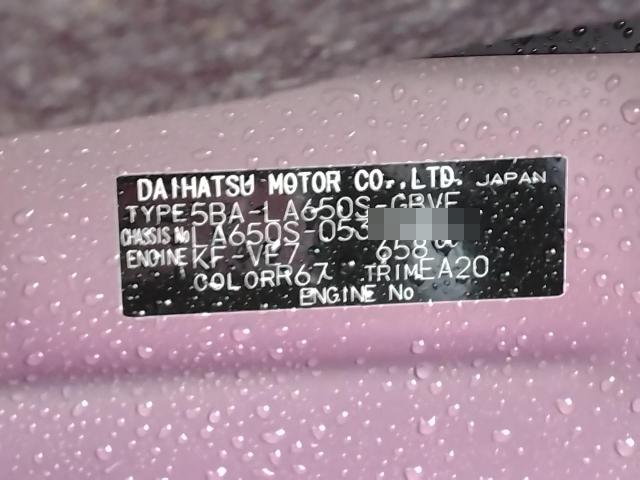 DAIHATSU MOTOR CO.,LTD. JAPAN
TYPE 5BA-LA650S-GBVF
CHASSIS No LA650S-053
ENGINE KF-VE7 658cc
COLOR R67 TRIM EA20
ENGINE No